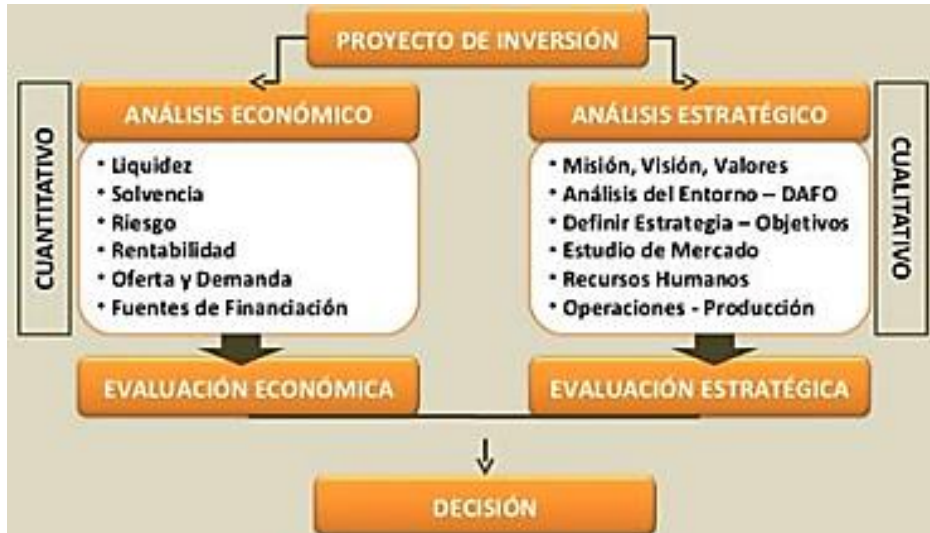 PROYECTO DE INVERSIÓN
CUANTITATIVO
ANÁLISIS ECONÓMICO
• Liquidez
• Solvencia
• Riesgo
• Rentabilidad
• Oferta y Demanda
• Fuentes de Financiación
EVALUACIÓN ECONÓMICA
ANÁLISIS ESTRATÉGICO
• Misión, Visión, Valores
• Análisis del Entorno – DAFO
• Definir Estrategia – Objetivos
• Estudio de Mercado
• Recursos Humanos
• Operaciones - Producción
EVALUACIÓN ESTRATÉGICA
CUALITATIVO
DECISIÓN